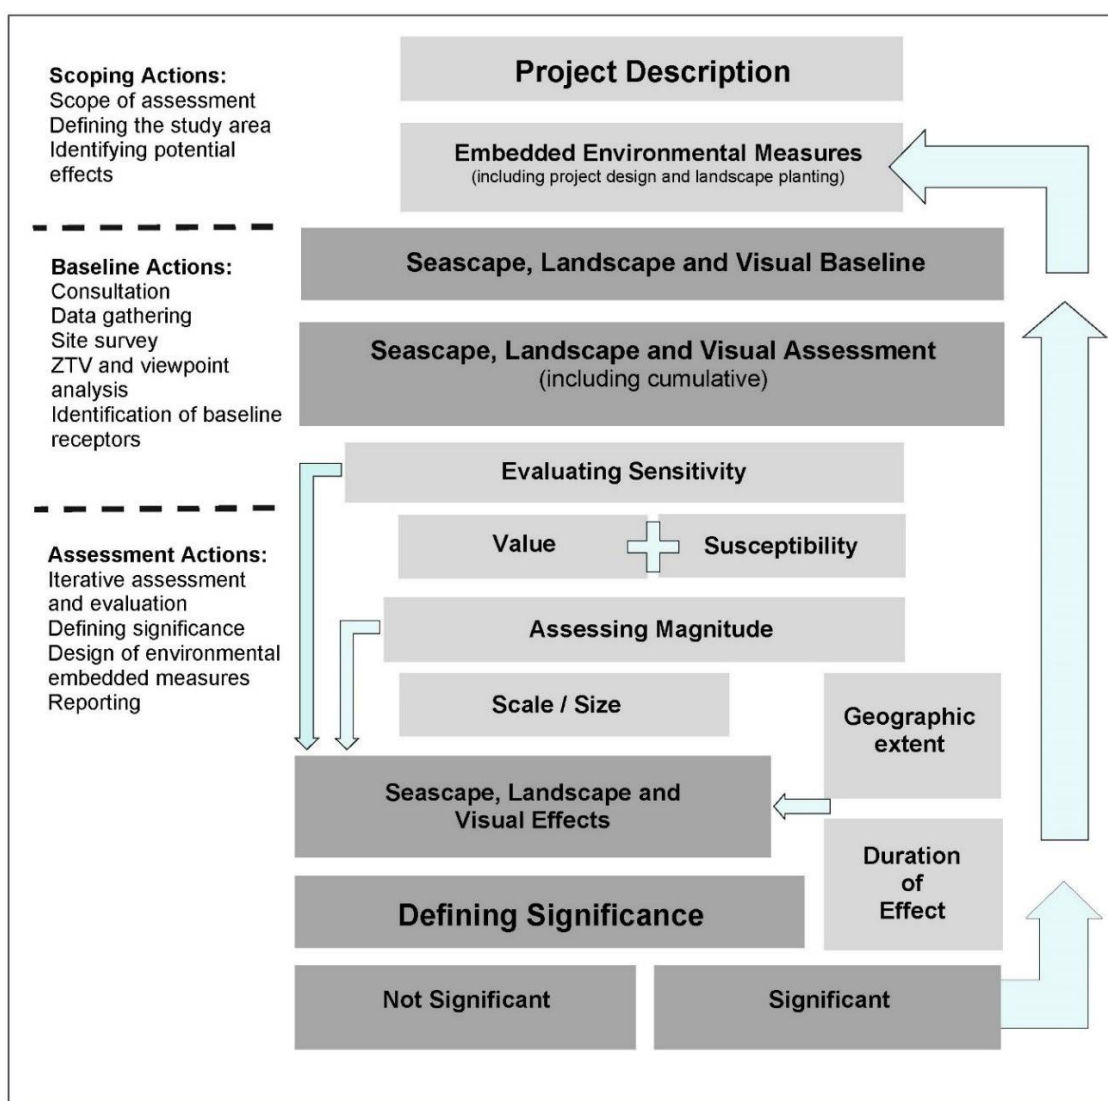 Scoping Actions:
Scope of assessment
Defining the study area
Identifying potential
effects
Baseline Actions:
Consultation
Data gathering
Site survey
ZTV and viewpoint
analysis
Identification of baseline
receptors
Assessment Actions:
Iterative assessment
and evaluation
Defining significance
Design of environmental
embedded measures
Reporting
Project Description
Embedded Environmental Measures
(including project design and landscape planting)
Seascape, Landscape and Visual Baseline
Seascape, Landscape and Visual Assessment
(including cumulative)
Evaluating Sensitivity
Value
Susceptibility
Assessing Magnitude
Scale / Size
Geographic
extent
Seascape, Landscape and
Visual Effects
Duration
of
Effect
Defining Significance
Not Significant
Significant